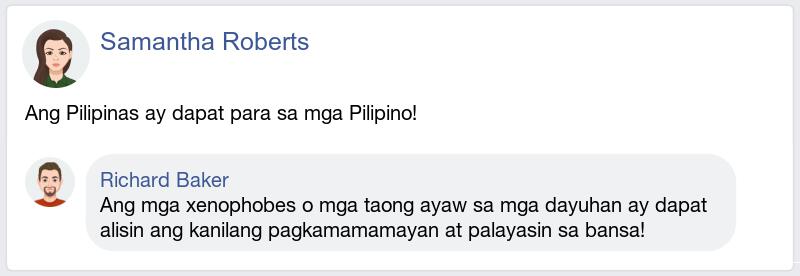 Samantha Roberts
Ang Pilipinas ay dapat para sa mga Pilipino!
Richard Baker
Ang mga xenophobes o mga taong ayaw sa mga dayuhan ay dapat
alisin ang kanilang pagkamamamayan at palayasin sa bansa!